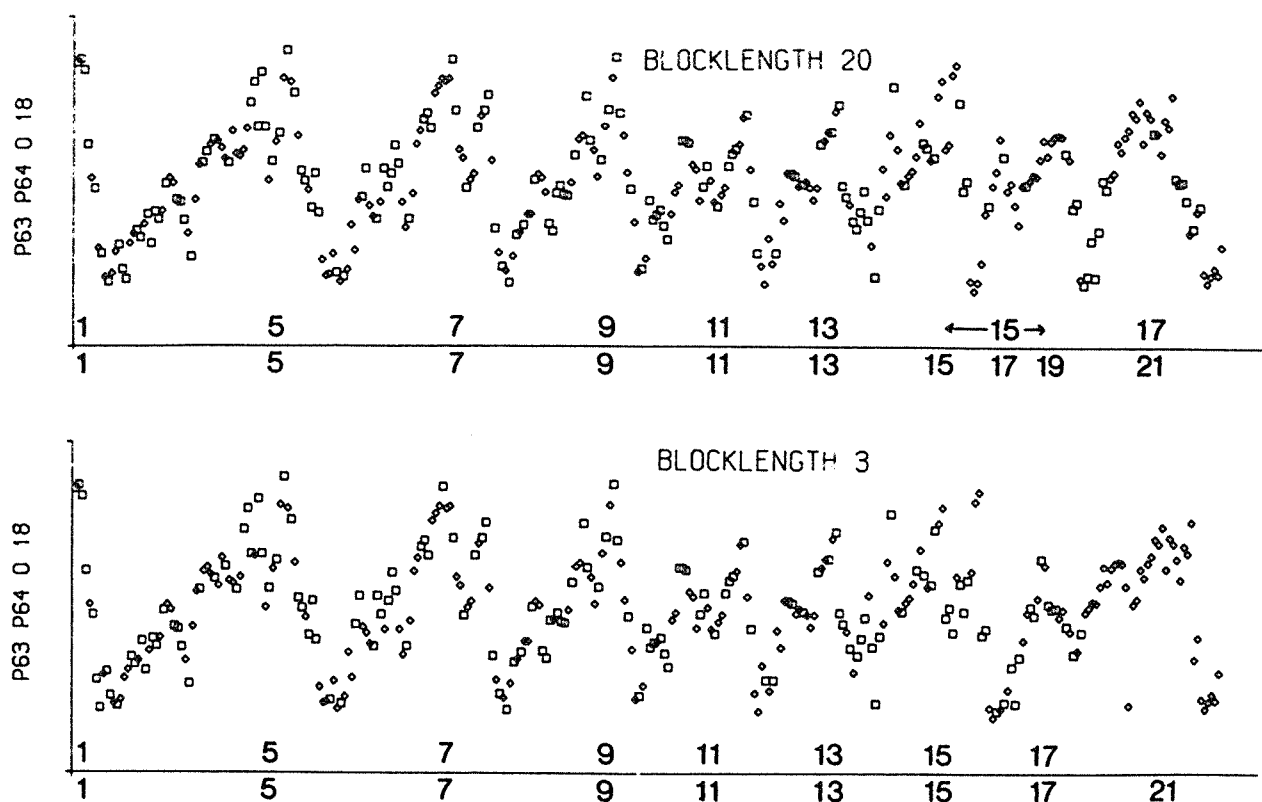 BLOCKLENGTH 20
P63 P64 0 18
1 5 7 9 11 13 ←15→ 17
1 5 7 9 11 13 15 17 19 21
BLOCKLENGTH 3
P63 P64 0 18
1 5 7 9 11 13 15 17
1 5 7 9 11 13 15 17 21